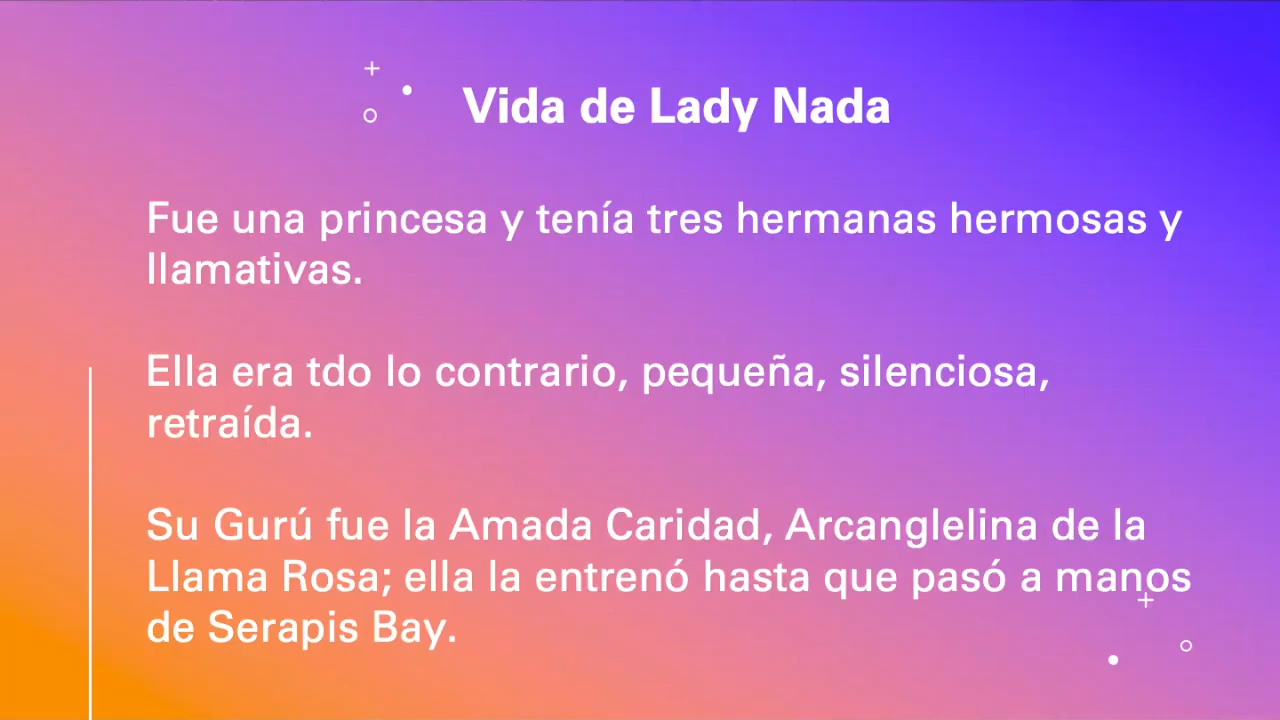 Vida de Lady Nada
Fue una princesa y tenía tres hermanas hermosas y
llamativas.
Ella era tdo lo contrario, pequeña, silenciosa,
retraída.
Su Gurú fue la Amada Caridad, Arcanglelina de la
Llama Rosa; ella la entrenó hasta que pasó a manos
de Serapis Bay.